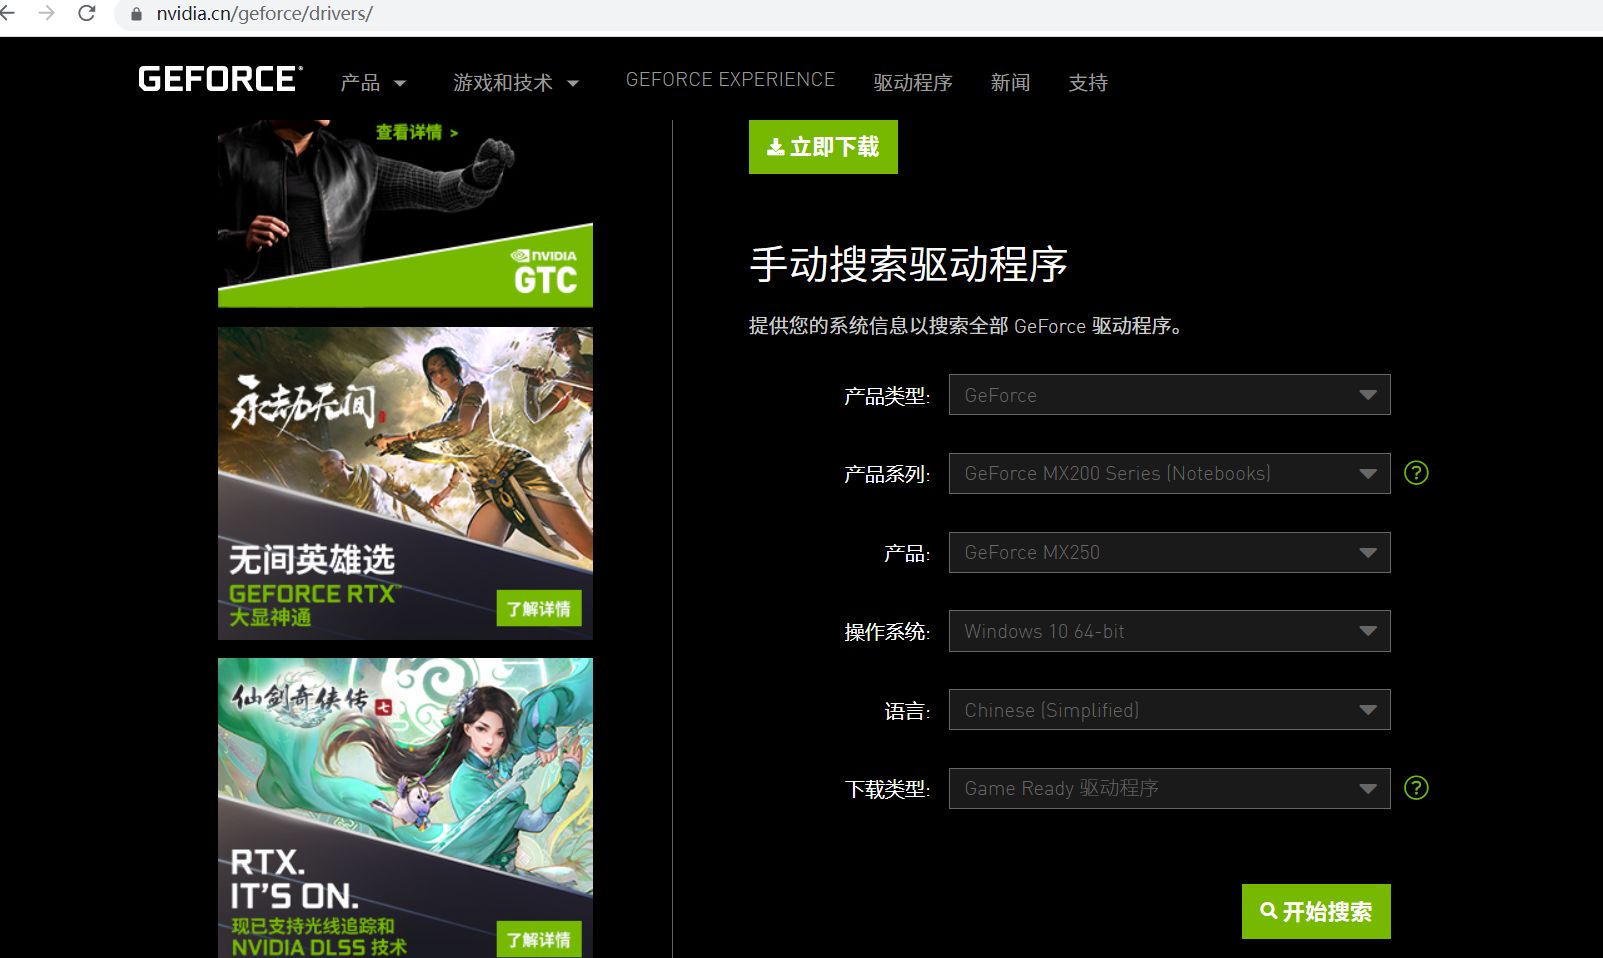 nvidia.cn/geforce/drivers/
GEFORCE
产品
游戏和技术
GEFORCE EXPERIENCE
驱动程序
新闻
支持
查看详情 >
NVIDIA
GTC
永劫无间
无间英雄选
GEFORCE RTX™
大显神通
了解详情
仙剑奇侠传 七
RTX.
IT'S ON.
现已支持光线追踪和
NVIDIA DLSS 技术
了解详情
立即下载
手动搜索驱动程序
提供您的系统信息以搜索全部 GeForce 驱动程序。
产品类型: GeForce
产品系列: GeForce MX200 Series (Notebooks) ?
产品: GeForce MX250
操作系统: Windows 10 64-bit
语言: Chinese (Simplified)
下载类型: Game Ready 驱动程序 ?
开始搜索